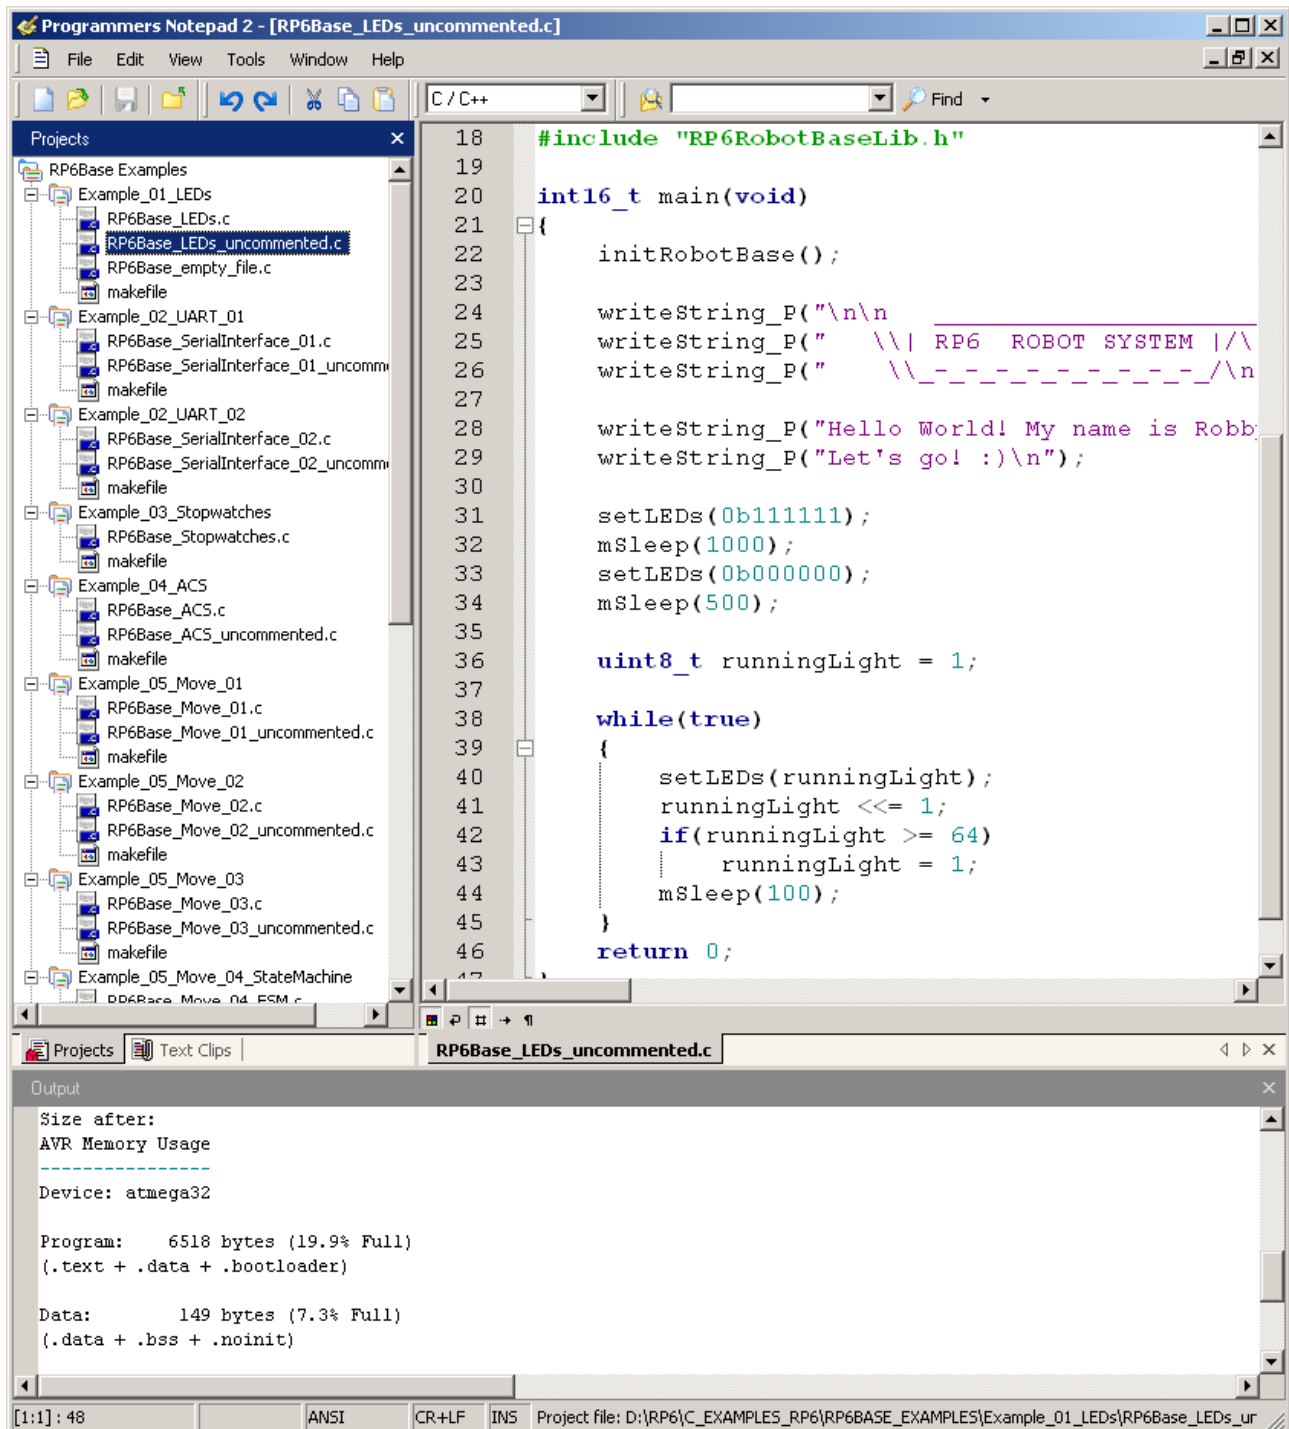 Programmers Notepad 2 - [RP6Base_LEDs_uncommented.c]
File Edit View Tools Window Help
C / C++ Find
Projects
RP6Base Examples
Example_01_LEDs
RP6Base_LEDs.c
RP6Base_LEDs_uncommented.c
RP6Base_empty_file.c
makefile
Example_02_UART_01
RP6Base_SerialInterface_01.c
RP6Base_SerialInterface_01_uncomm
makefile
Example_02_UART_02
RP6Base_SerialInterface_02.c
RP6Base_SerialInterface_02_uncomm
makefile
Example_03_Stopwatches
RP6Base_Stopwatches.c
makefile
Example_04_ACS
RP6Base_ACS.c
RP6Base_ACS_uncommented.c
makefile
Example_05_Move_01
RP6Base_Move_01.c
RP6Base_Move_01_uncommented.c
makefile
Example_05_Move_02
RP6Base_Move_02.c
RP6Base_Move_02_uncommented.c
makefile
Example_05_Move_03
RP6Base_Move_03.c
RP6Base_Move_03_uncommented.c
makefile
Example_05_Move_04_StateMachine
RP6Base_Move_04_FSM.c
Projects Text Clips
18 #include "RP6RobotBaseLib.h"
19
20 int16_t main(void)
21 {
22 initRobotBase();
23
24 writeString_P("\n\n ______________________
25 writeString_P(" \\| RP6 ROBOT SYSTEM |/\
26 writeString_P(" \\_-_-_-_-_-_-_-_-_-_/\n
27
28 writeString_P("Hello World! My name is Robby
29 writeString_P("Let's go! :)\n");
30
31 setLEDs(0b111111);
32 mSleep(1000);
33 setLEDs(0b000000);
34 mSleep(500);
35
36 uint8_t runningLight = 1;
37
38 while(true)
39 {
40 setLEDs(runningLight);
41 runningLight <<= 1;
42 if(runningLight >= 64)
43 runningLight = 1;
44 mSleep(100);
45 }
46 return 0;
47 }
RP6Base_LEDs_uncommented.c
Output
Size after:
AVR Memory Usage
----------------
Device: atmega32
Program: 6518 bytes (19.9% Full)
(.text + .data + .bootloader)
Data: 149 bytes (7.3% Full)
(.data + .bss + .noinit)
[1:1] : 48 ANSI CR+LF INS Project file: D:\RP6\C_EXAMPLES_RP6\RP6BASE_EXAMPLES\Example_01_LEDs\RP6Base_LEDs_ur